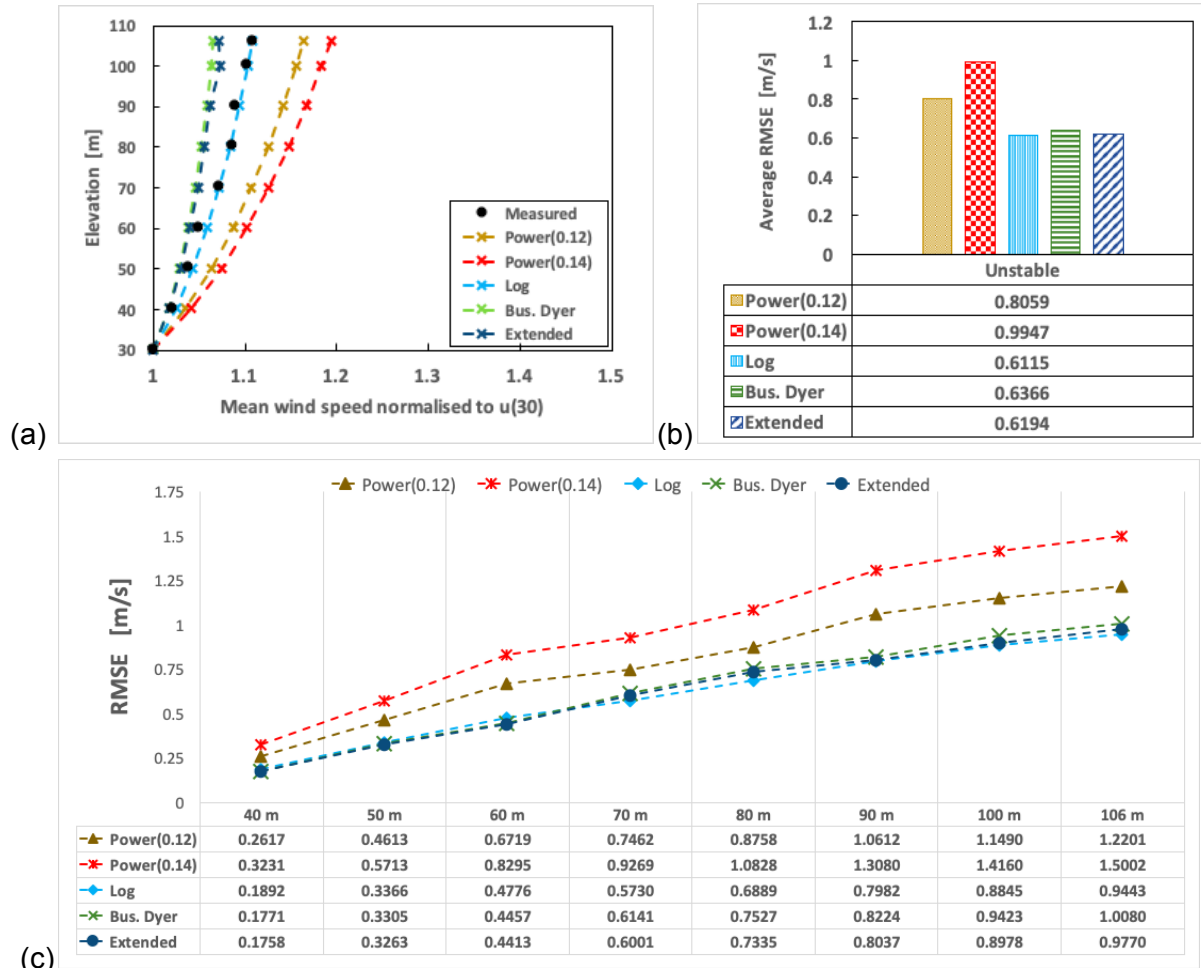 (a)
Elevation [m]
110
100
90
80
70
60
50
40
30
1 1.1 1.2 1.3 1.4 1.5
Mean wind speed normalised to u(30)
Measured
Power(0.12)
Power(0.14)
Log
Bus. Dyer
Extended
(b)
Average RMSE [m/s]
1.2
1
0.8
0.6
0.4
0.2
0
Unstable
Power(0.12) 0.8059
Power(0.14) 0.9947
Log 0.6115
Bus. Dyer 0.6366
Extended 0.6194
(c)
Power(0.12) Power(0.14) Log Bus. Dyer Extended
RMSE [m/s]
1.75
1.5
1.25
1
0.75
0.5
0.25
0
40 m 50 m 60 m 70 m 80 m 90 m 100 m 106 m
Power(0.12) 0.2617 0.4613 0.6719 0.7462 0.8758 1.0612 1.1490 1.2201
Power(0.14) 0.3231 0.5713 0.8295 0.9269 1.0828 1.3080 1.4160 1.5002
Log 0.1892 0.3366 0.4776 0.5730 0.6889 0.7982 0.8845 0.9443
Bus. Dyer 0.1771 0.3305 0.4457 0.6141 0.7527 0.8224 0.9423 1.0080
Extended 0.1758 0.3263 0.4413 0.6001 0.7335 0.8037 0.8978 0.9770